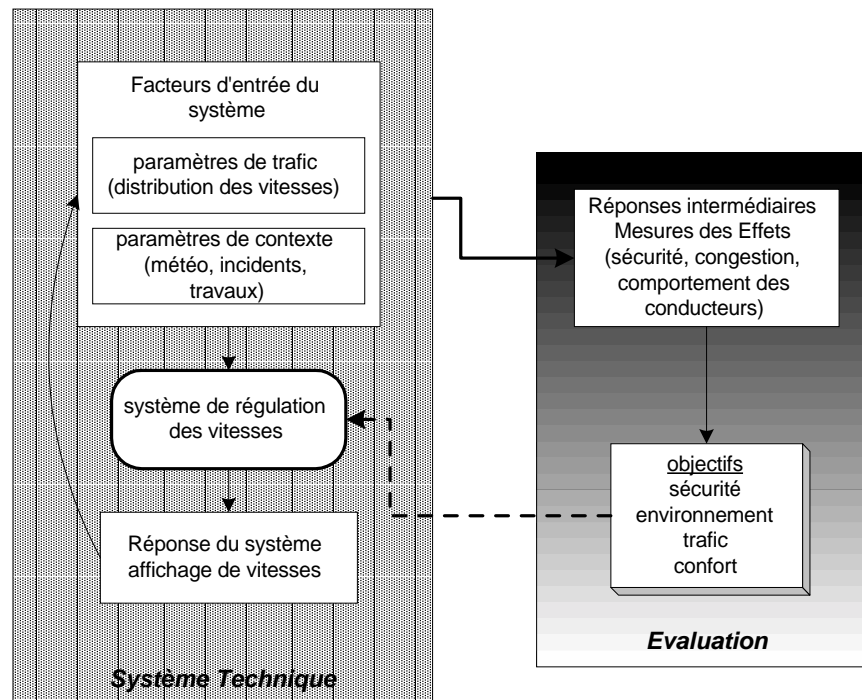 Facteurs d'entrée du
système
paramètres de trafic
(distribution des vitesses)
paramètres de contexte
(météo, incidents,
travaux)
système de régulation
des vitesses
Réponse du système
affichage de vitesses
Système Technique
Réponses intermédiaires
Mesures des Effets
(sécurité, congestion,
comportement des
conducteurs)
objectifs
sécurité
environnement
trafic
confort
Evaluation